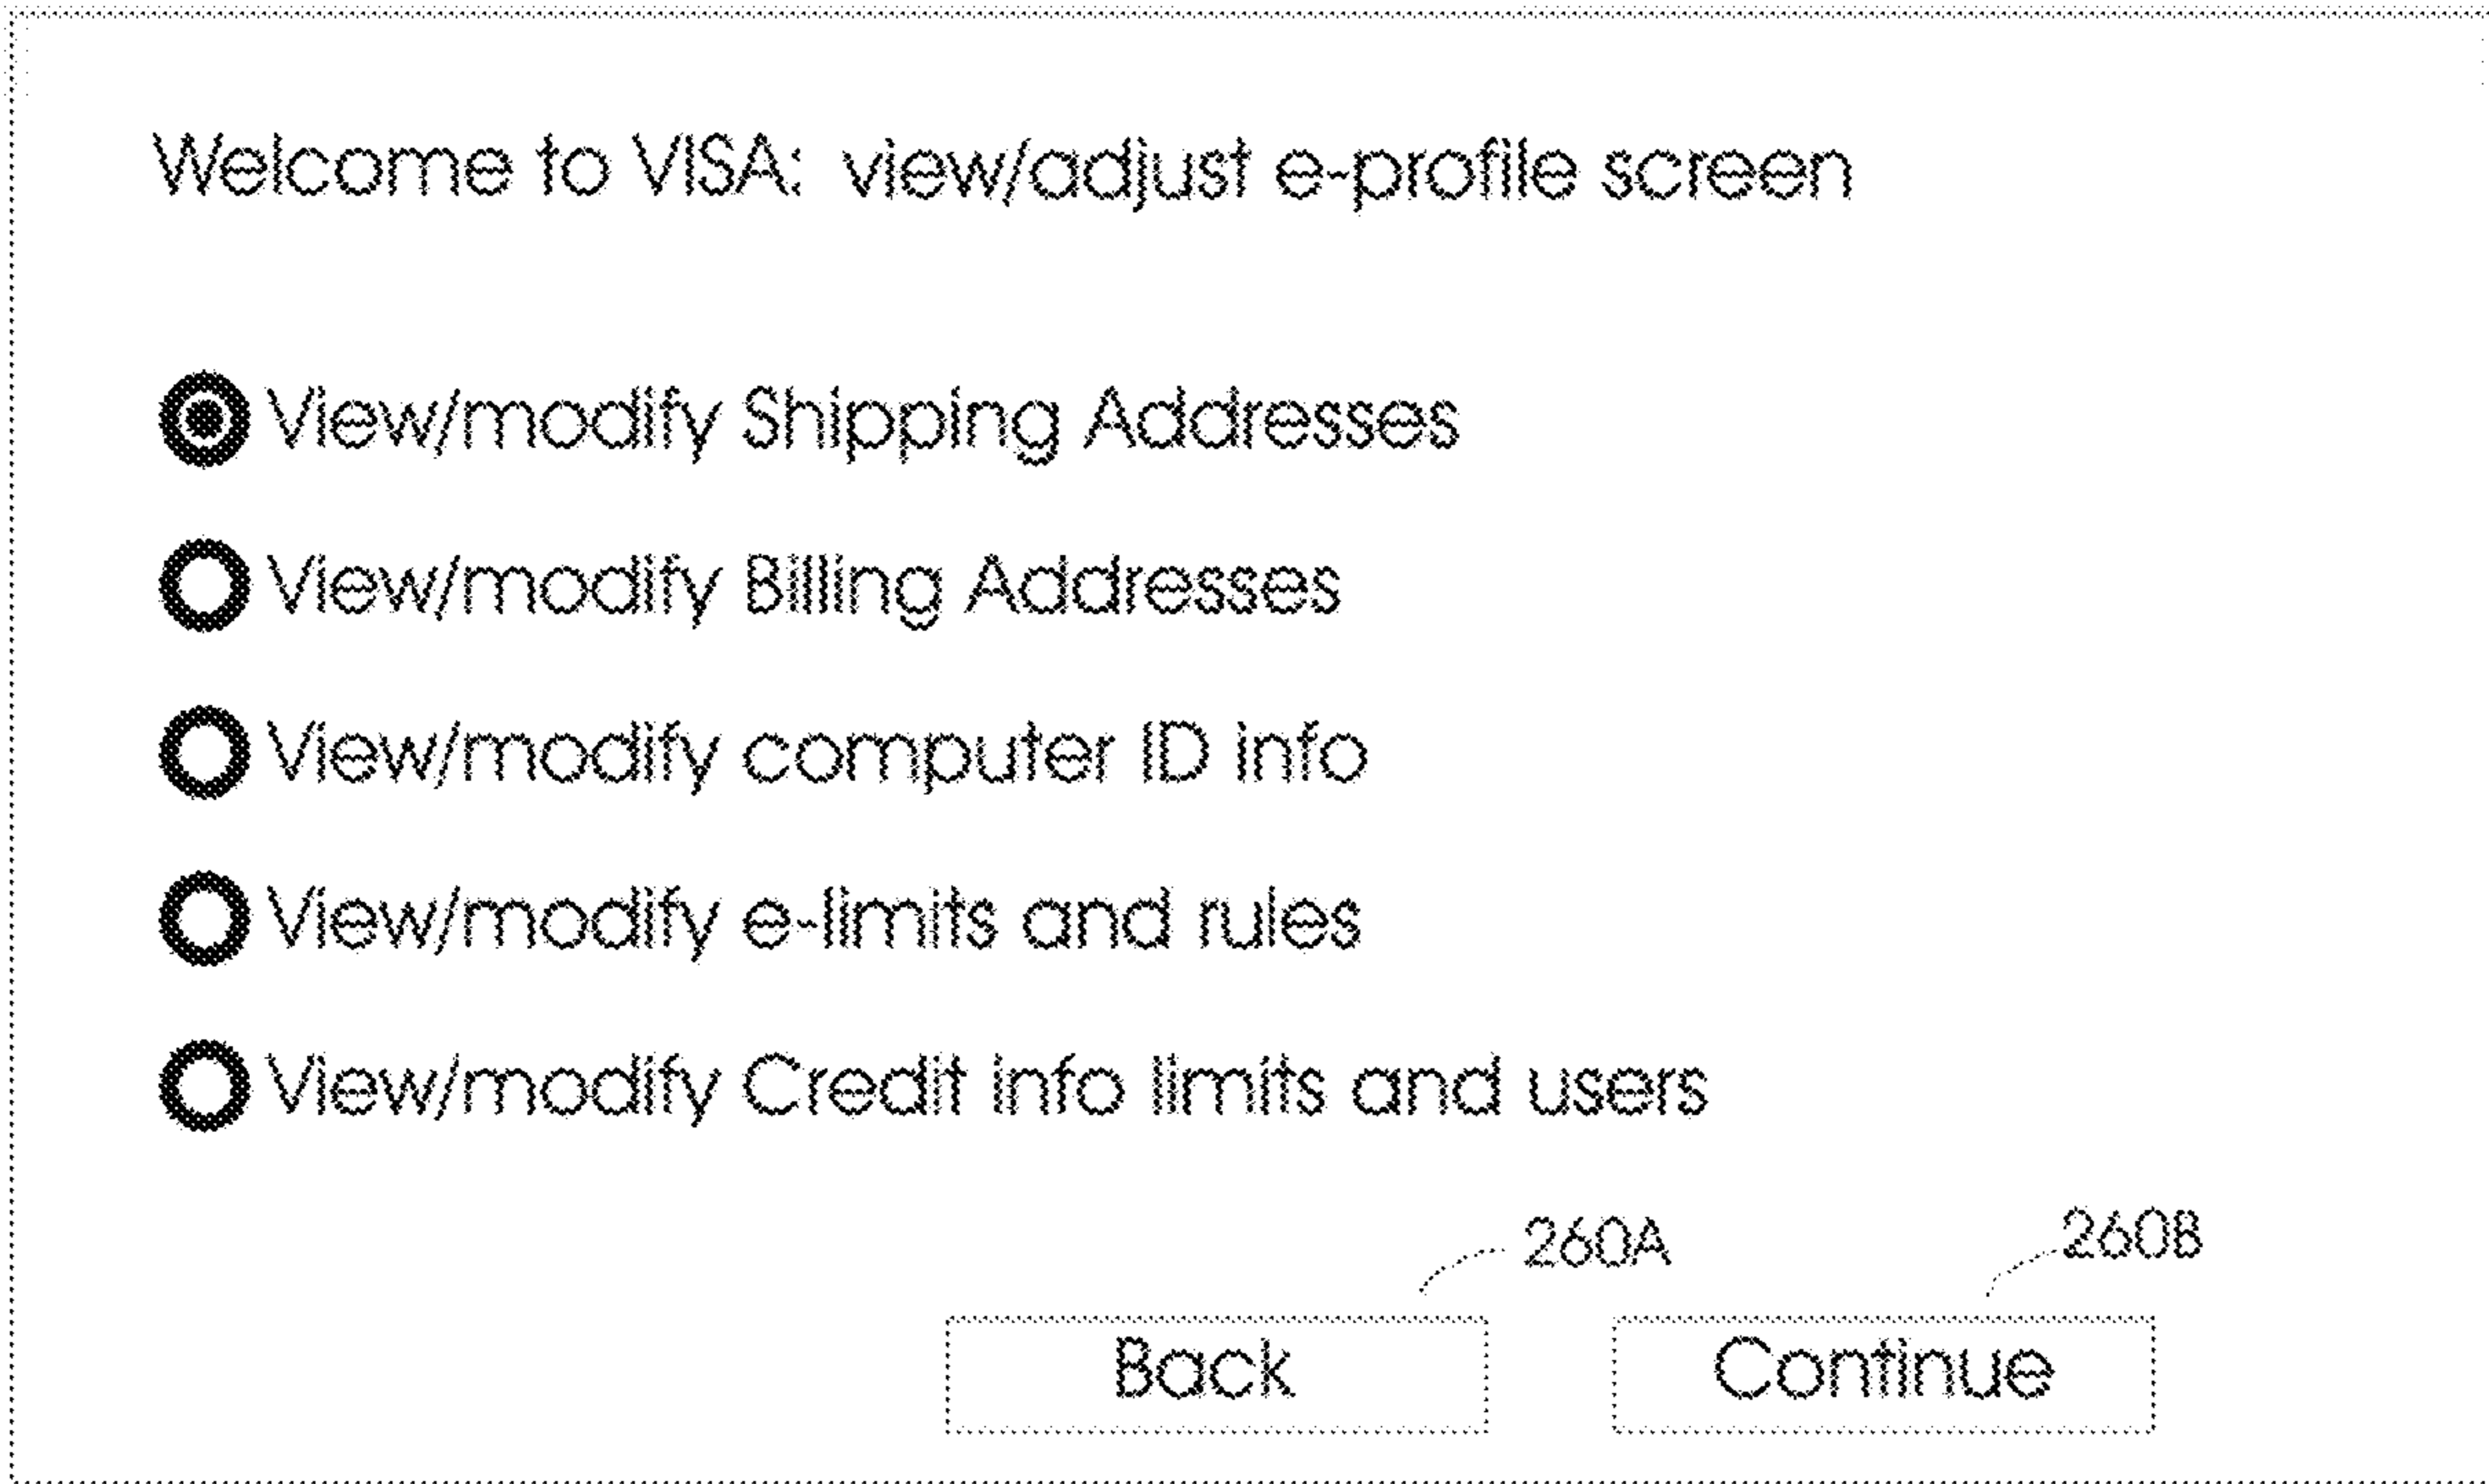 Welcome to VISA: view/adjust e-profile screen
View/modify Shipping Addresses
View/modify Billing Addresses
View/modify computer ID info
View/modify e-limits and rules
View/modify Credit info limits and users
260A 260B
Back Continue